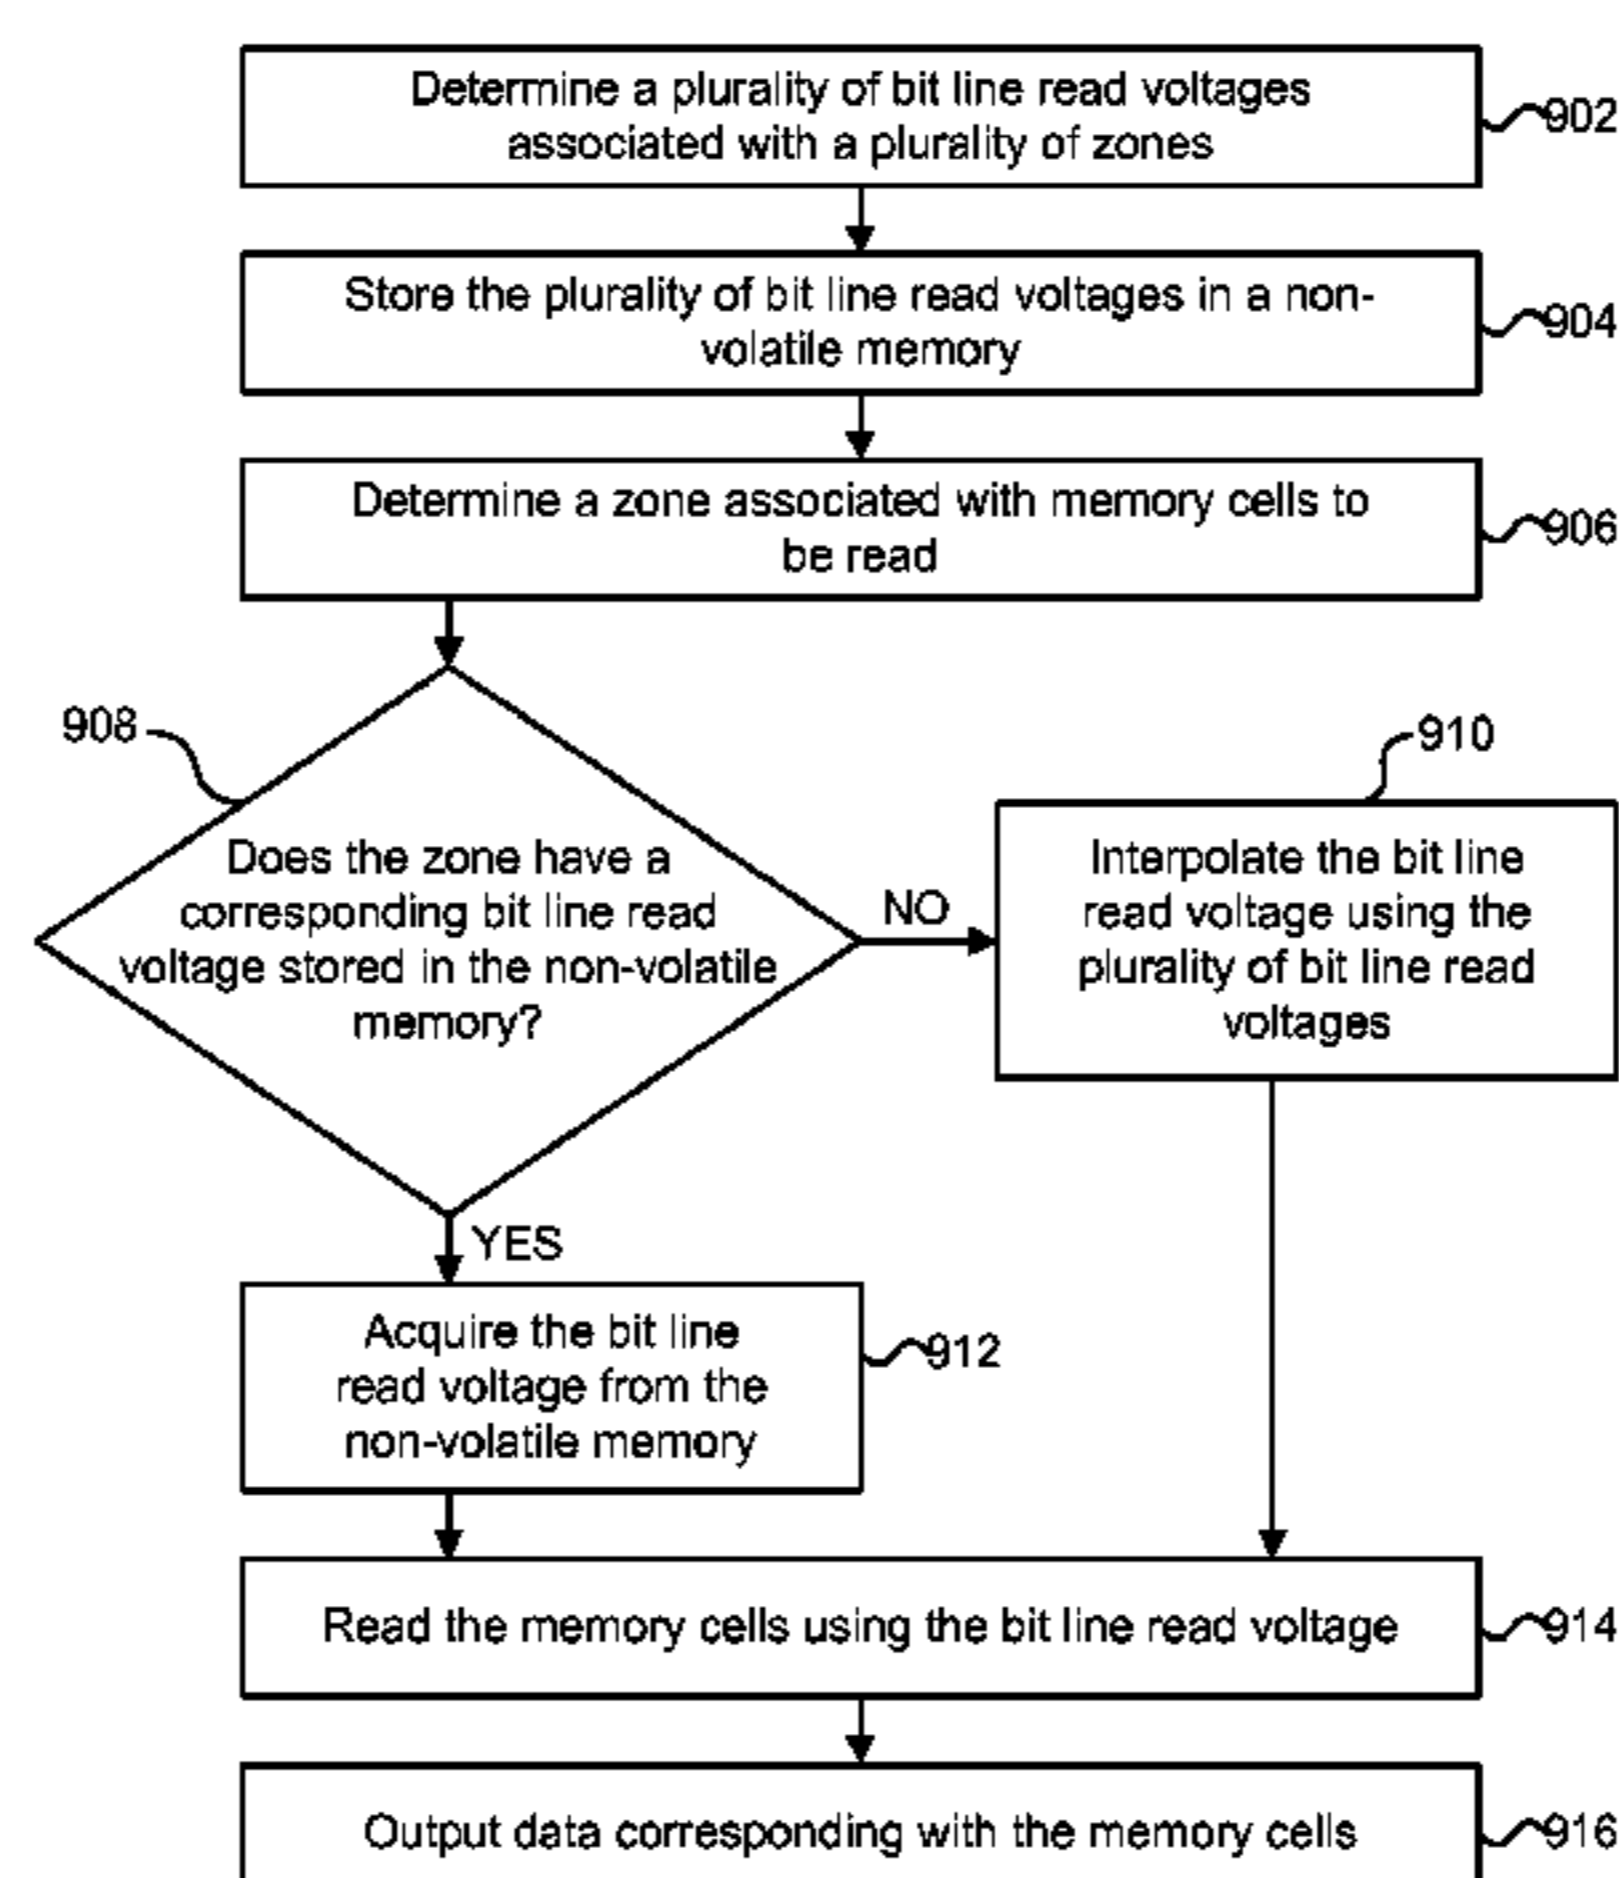 Determine a plurality of bit line read voltages
associated with a plurality of zones
902
Store the plurality of bit line read voltages in a non-
volatile memory
904
Determine a zone associated with memory cells to
be read
906
908
Does the zone have a
corresponding bit line read
voltage stored in the non-volatile
memory?
NO
910
Interpolate the bit line
read voltage using the
plurality of bit line read
voltages
YES
Acquire the bit line
read voltage from the
non-volatile memory
912
Read the memory cells using the bit line read voltage
914
Output data corresponding with the memory cells
916